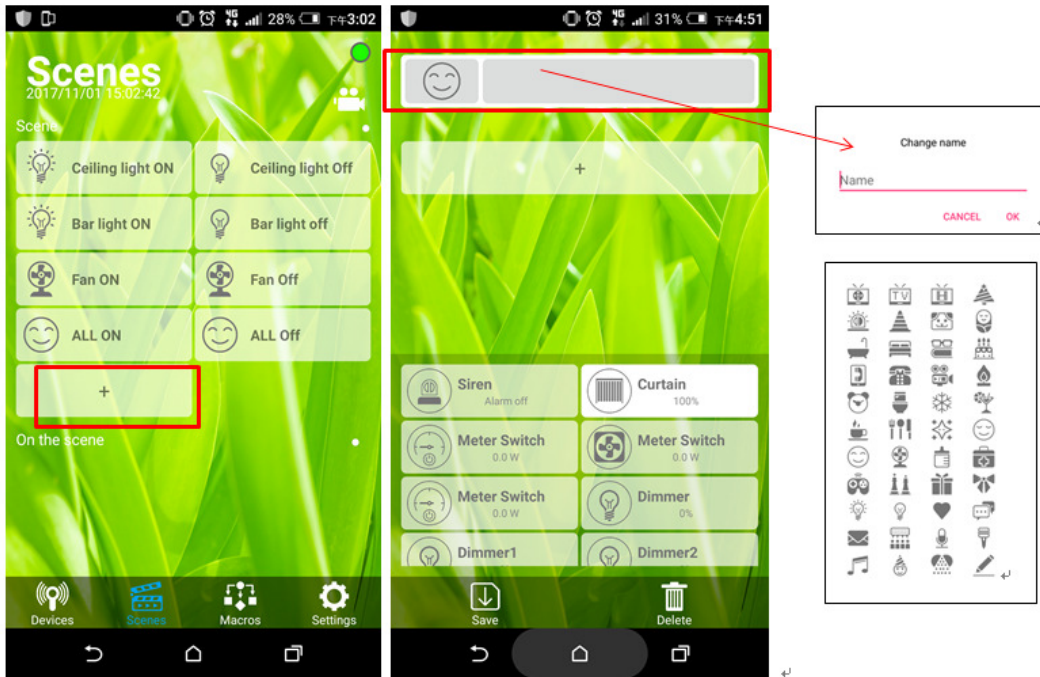 4G 28% 下午3:02
Scenes
2017/11/01 15:02:42
Scene
Ceiling light ON
Ceiling light Off
Bar light ON
Bar light off
Fan ON
Fan Off
ALL ON
ALL Off
+
On the scene
Devices
Scenes
Macros
Settings
4G 31% 下午4:51
+
Siren
Alarm off
Curtain
100%
Meter Switch
0.0 W
Meter Switch
0.0 W
Meter Switch
0.0 W
Dimmer
0%
Dimmer1
Dimmer2
Save
Delete
Change name
Name
CANCEL OK
TV